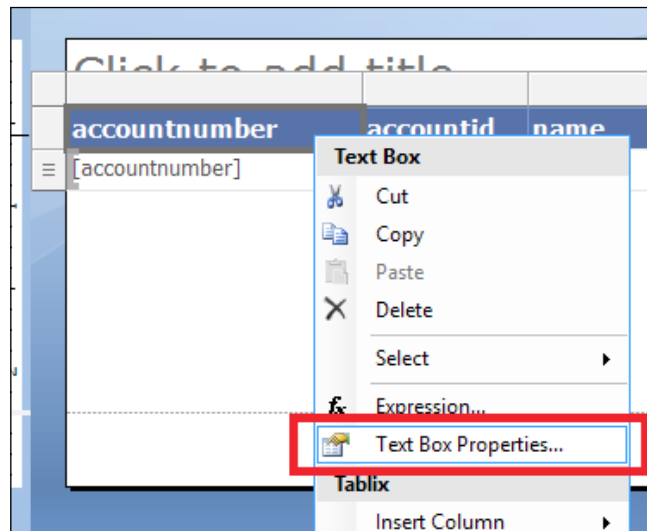 Click to add title
accountnumber accountid name
[accountnumber]
Text Box
Cut
Copy
Paste
Delete
Select
fx Expression...
Text Box Properties...
Tablix
Insert Column